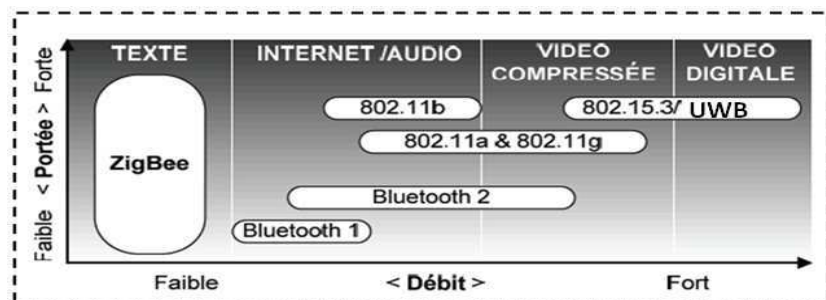 TEXTE
INTERNET /AUDIO
VIDEO COMPRESSÉE
VIDEO DIGITALE
Faible < Portée > Forte
ZigBee
802.11b
802.15.3/ UWB
802.11a & 802.11g
Bluetooth 2
Bluetooth 1
Faible < Débit > Fort